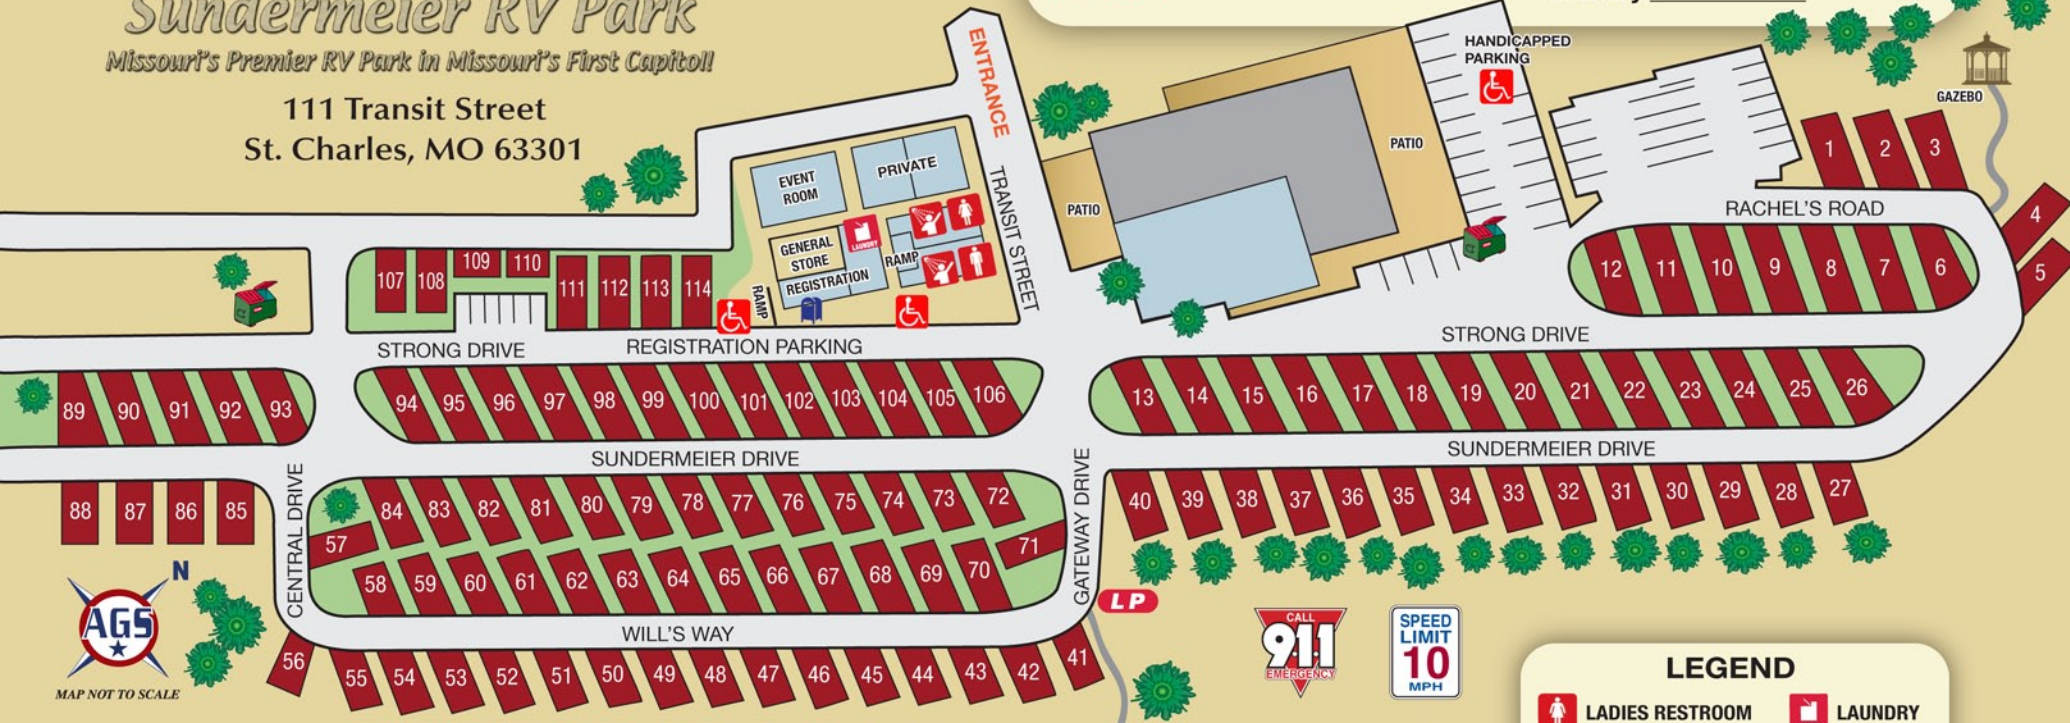 Sundermeier RV Park
Missouri's Premier RV Park in Missouri's First Capitol!
111 Transit Street
St. Charles, MO 63301
ENTRANCE
TRANSIT STREET
HANDICAPPED
PARKING
GAZEBO
PATIO
PATIO
EVENT
ROOM
PRIVATE
GENERAL
STORE
LAUNDRY
RAMP
REGISTRATION
RAMP
1 2 3
4
5
RACHEL'S ROAD
12 11 10 9 8 7 6
107 108 109 110 111 112 113 114
STRONG DRIVE
REGISTRATION PARKING
STRONG DRIVE
89 90 91 92 93
94 95 96 97 98 99 100 101 102 103 104 105 106
13 14 15 16 17 18 19 20 21 22 23 24 25 26
SUNDERMEIER DRIVE
SUNDERMEIER DRIVE
CENTRAL DRIVE
GATEWAY DRIVE
88 87 86 85
84 83 82 81 80 79 78 77 76 75 74 73 72
40 39 38 37 36 35 34 33 32 31 30 29 28 27
57
71
58 59 60 61 62 63 64 65 66 67 68 69 70
WILL'S WAY
56 55 54 53 52 51 50 49 48 47 46 45 44 43 42 41
N
AGS
MAP NOT TO SCALE
LP
CALL
911
EMERGENCY
SPEED
LIMIT
10
MPH
LEGEND
LADIES RESTROOM
LAUNDRY